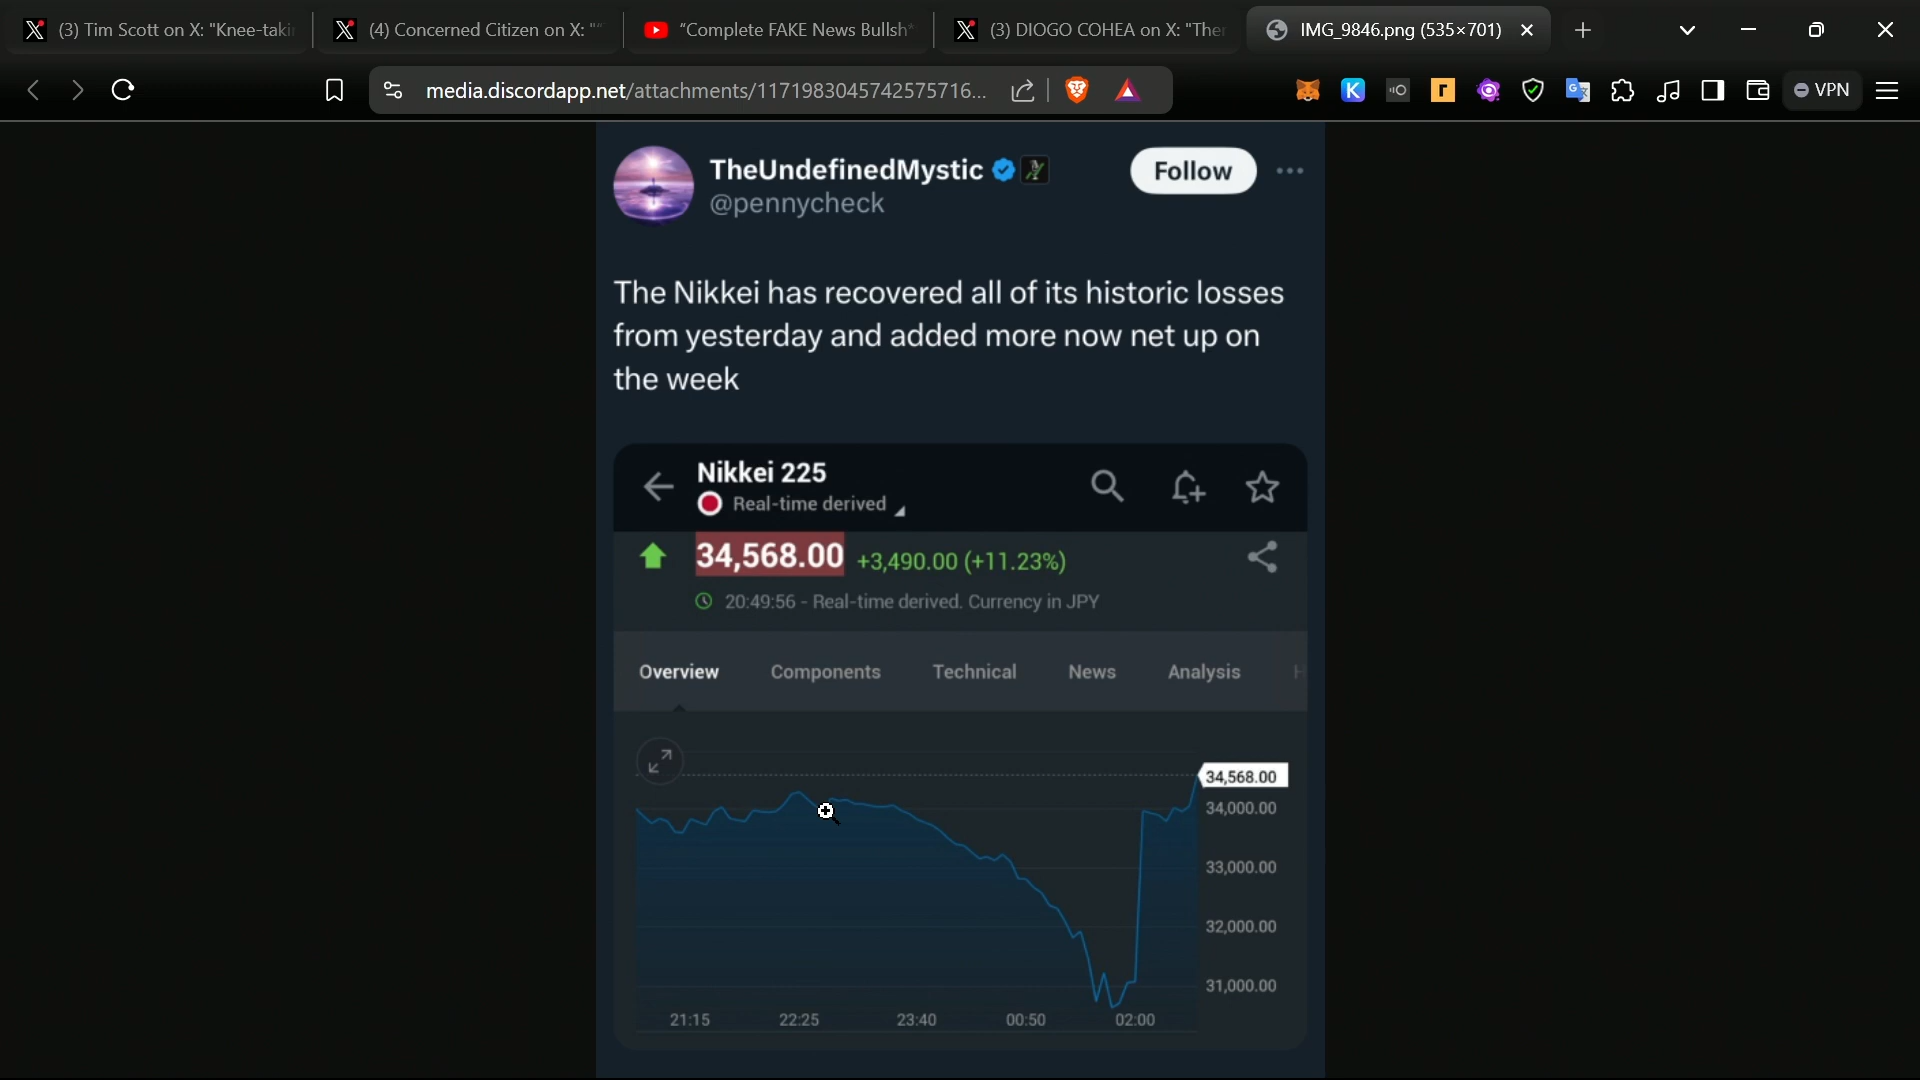 (3) Tim Scott on X: "Knee-taki
(4) Concerned Citizen on X: "
"Complete FAKE News Bullsh*
(3) DIOGO COHEA on X: "Ther
IMG_9846.png (535×701)
media.discordapp.net/attachments/1171983045742575716...
VPN
TheUndefinedMystic
@pennycheck
Follow
The Nikkei has recovered all of its historic losses
from yesterday and added more now net up on
the week
Nikkei 225
Real-time derived
34,568.00 +3,490.00 (+11.23%)
20:49:56 - Real-time derived. Currency in JPY
Overview Components Technical News Analysis H
34,568.00
34,000.00
33,000.00
32,000.00
31,000.00
21:15 22:25 23:40 00:50 02:00